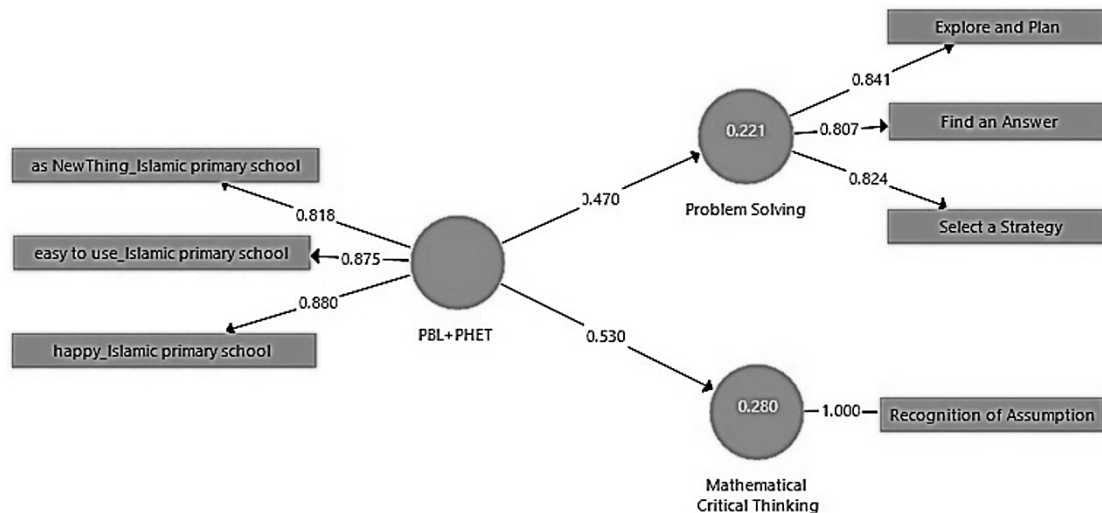 Explore and Plan
0.841
0.221
0.807
Find an Answer
as NewThing_Islamic primary school
0.470
0.824
Problem Solving
0.818
Select a Strategy
easy to use_Islamic primary school
0.875
0.880
PBL+PHET
0.530
happy_Islamic primary school
0.280
1.000
Recognition of Assumption
Mathematical
Critical Thinking